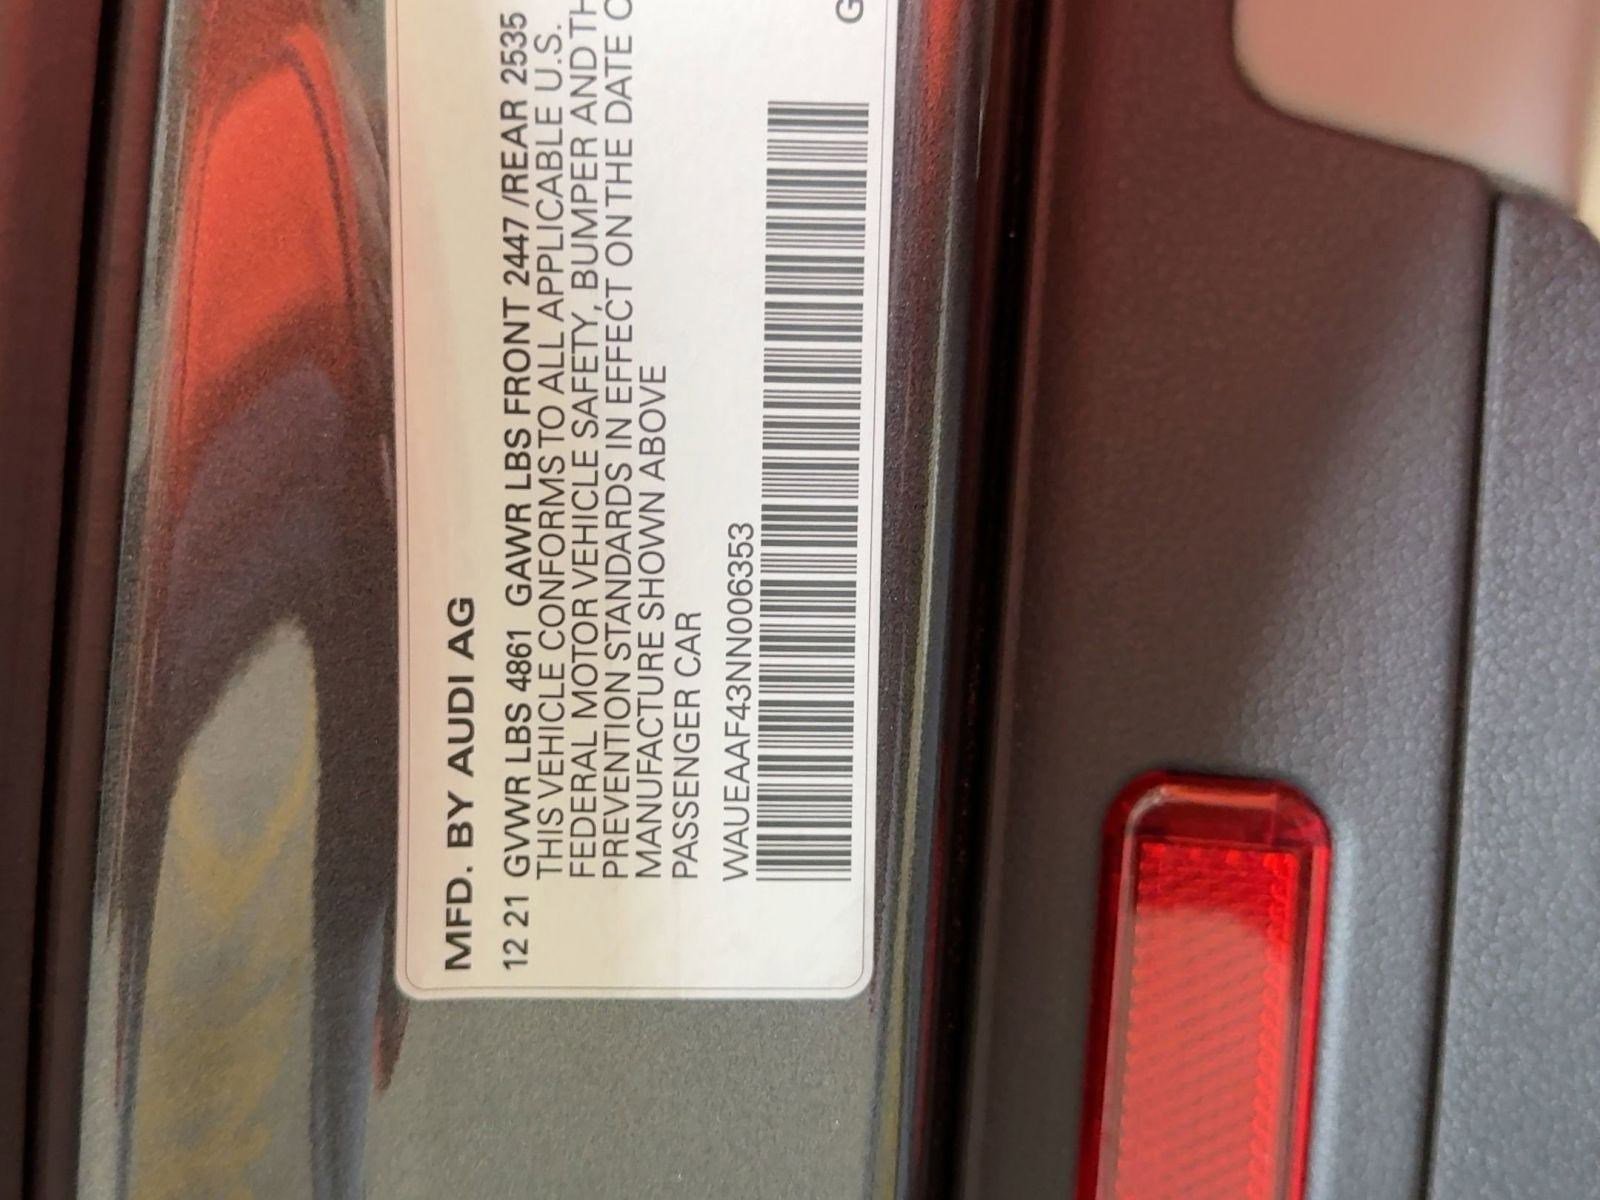 MFD. BY AUDI AG
12 21 GVWR LBS 4861 GAWR LBS FRONT 2447 /REAR 2535
THIS VEHICLE CONFORMS TO ALL APPLICABLE U.S.
FEDERAL MOTOR VEHICLE SAFETY, BUMPER AND TH
PREVENTION STANDARDS IN EFFECT ON THE DATE O
MANUFACTURE SHOWN ABOVE
PASSENGER CAR
WAUEAAF43NN006353
G